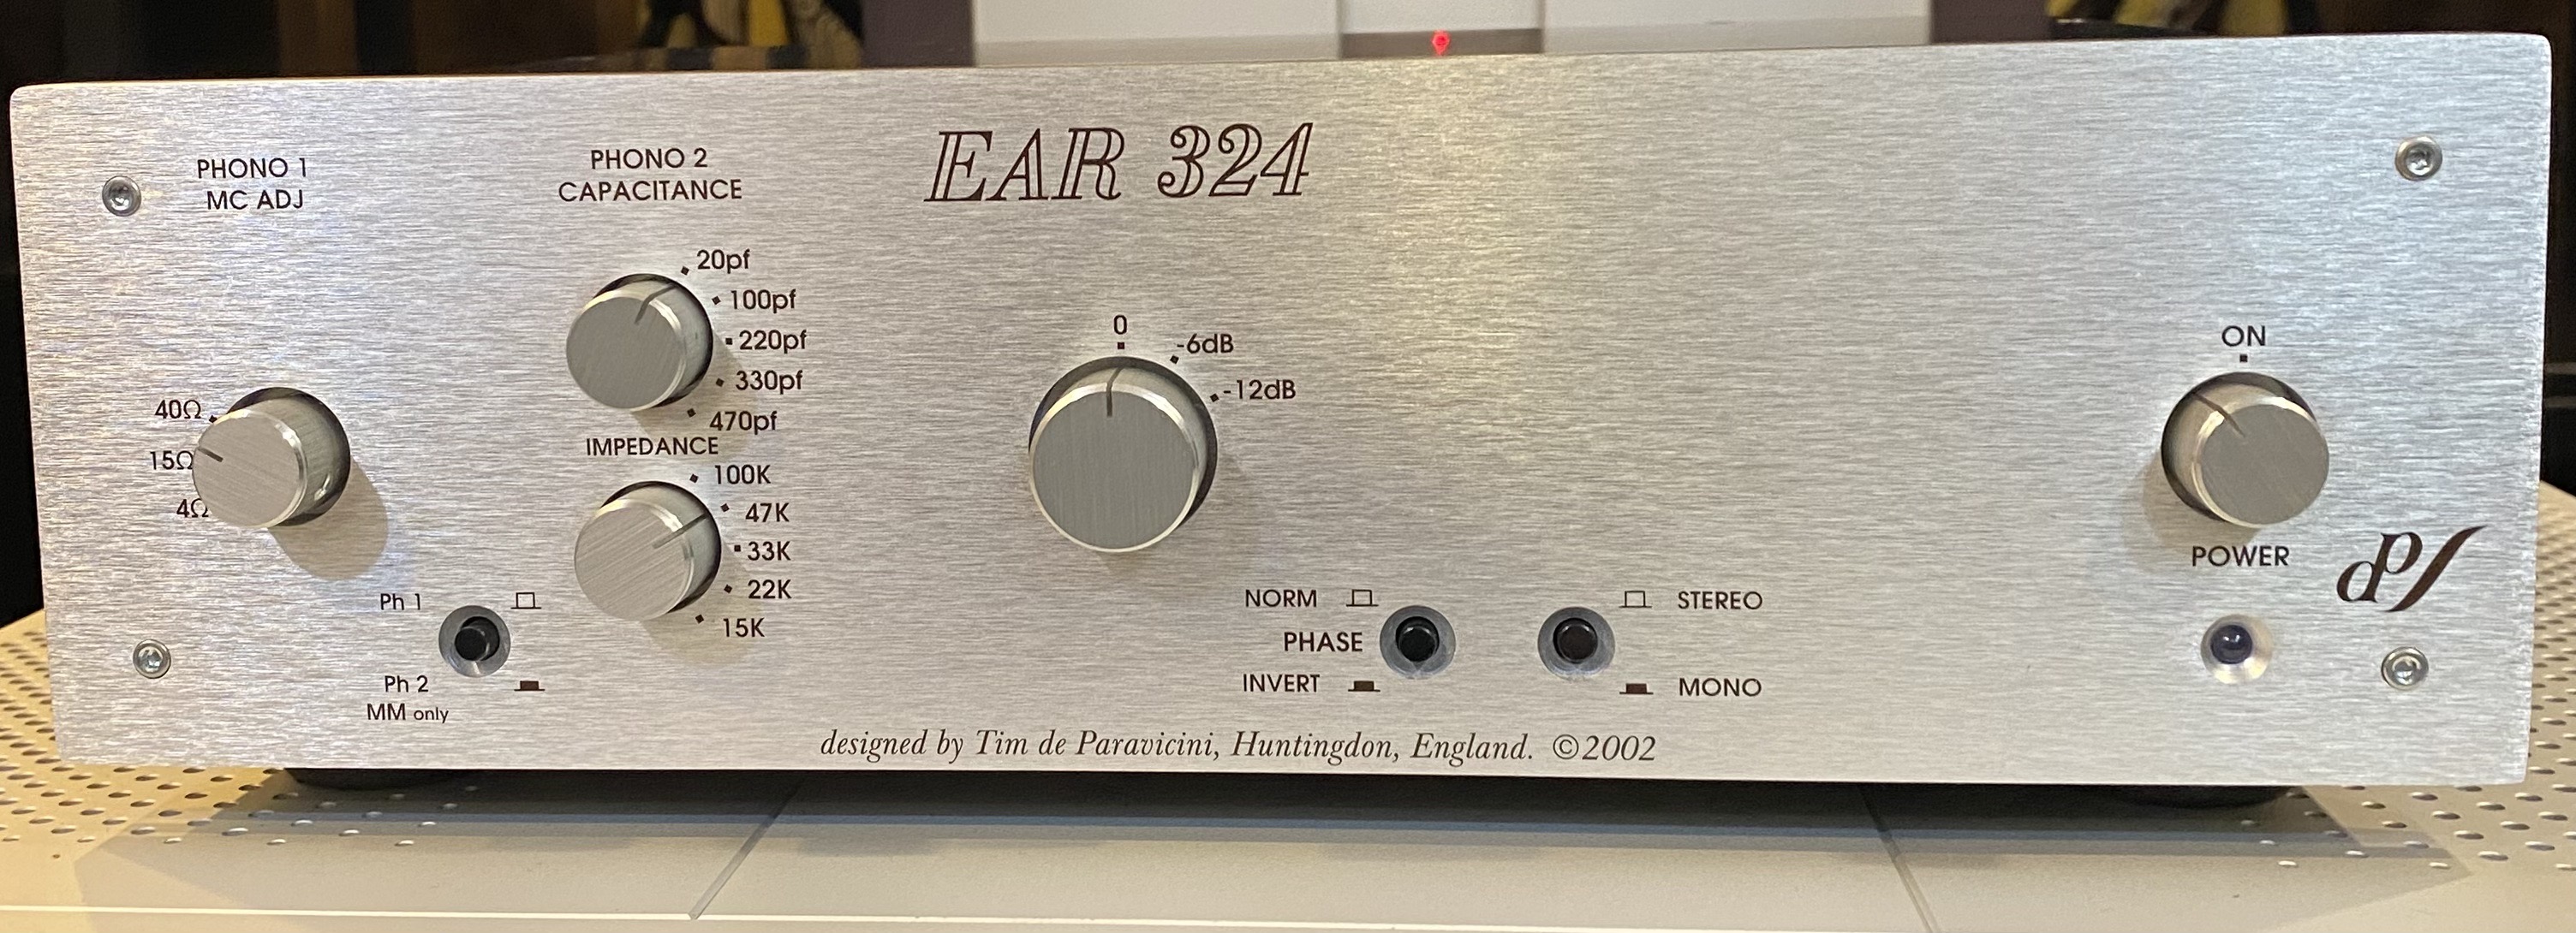 EAR 324
PHONO 1
MC ADJ
40Ω
15Ω
4Ω
PHONO 2
CAPACITANCE
20pf
100pf
220pf
330pf
470pf
IMPEDANCE
100K
47K
33K
22K
15K
Ph 1
Ph 2
MM only
0
-6dB
-12dB
NORM
PHASE
INVERT
STEREO
MONO
ON
POWER
designed by Tim de Paravicini, Huntingdon, England. ©2002